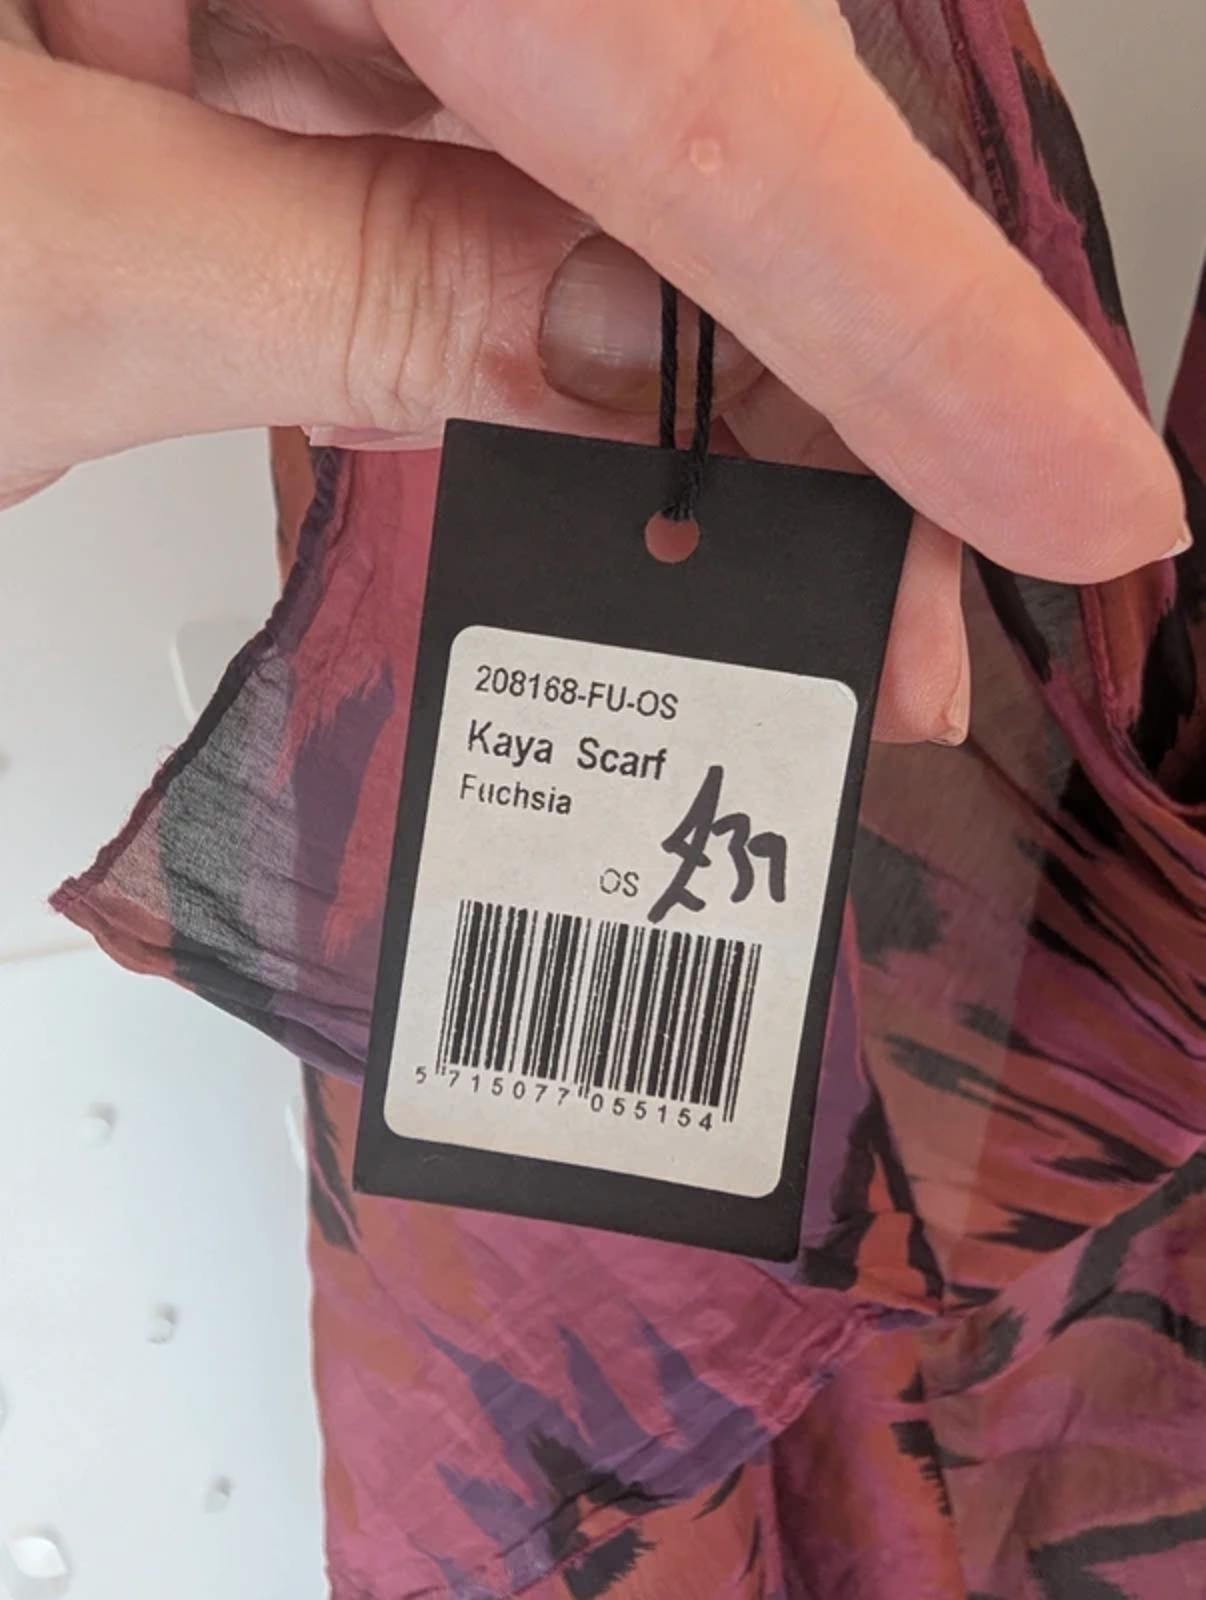 208168-FU-OS
Kaya Scarf
Fuchsia
£39
OS
5 715077 055154